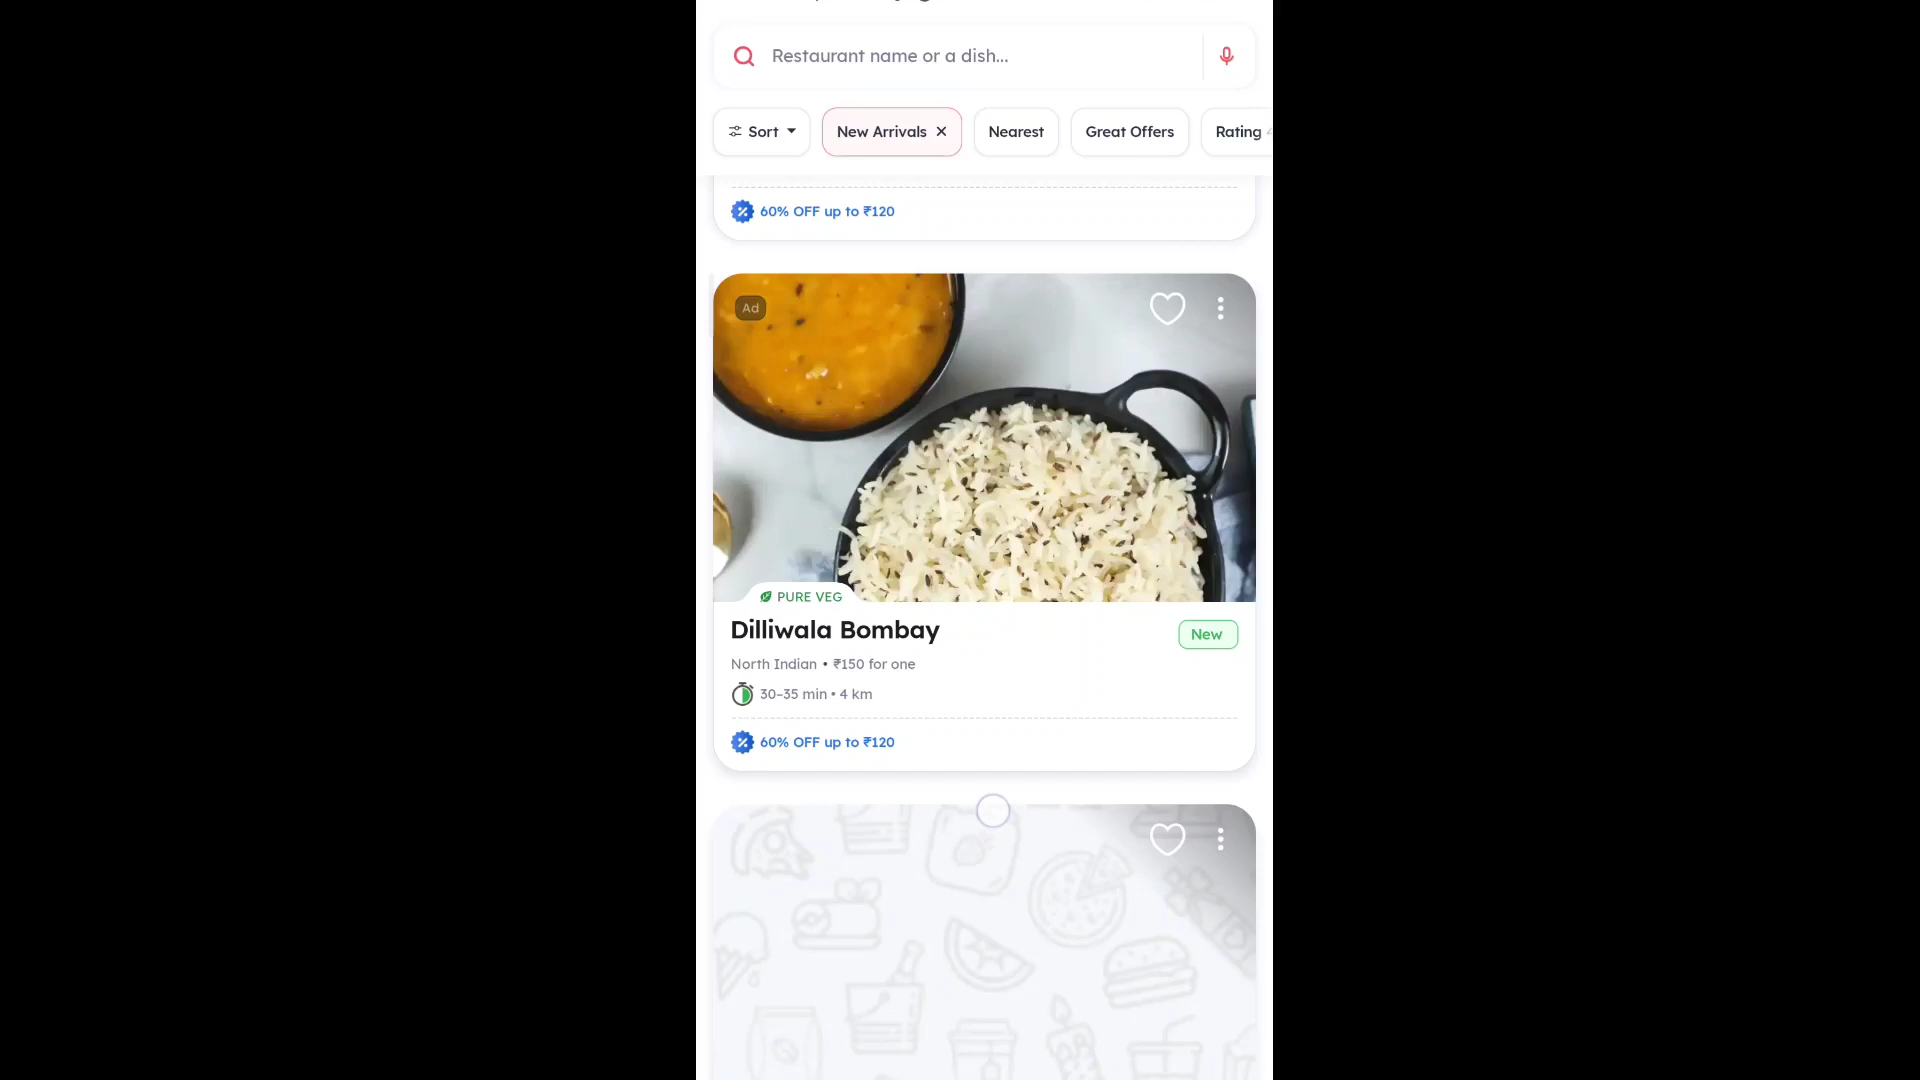 Restaurant name or a dish...
Sort New Arrivals × Nearest Great Offers Rating
60% OFF up to ₹120
Ad
PURE VEG
Dilliwala Bombay
New
North Indian • ₹150 for one
30-35 min • 4 km
60% OFF up to ₹120